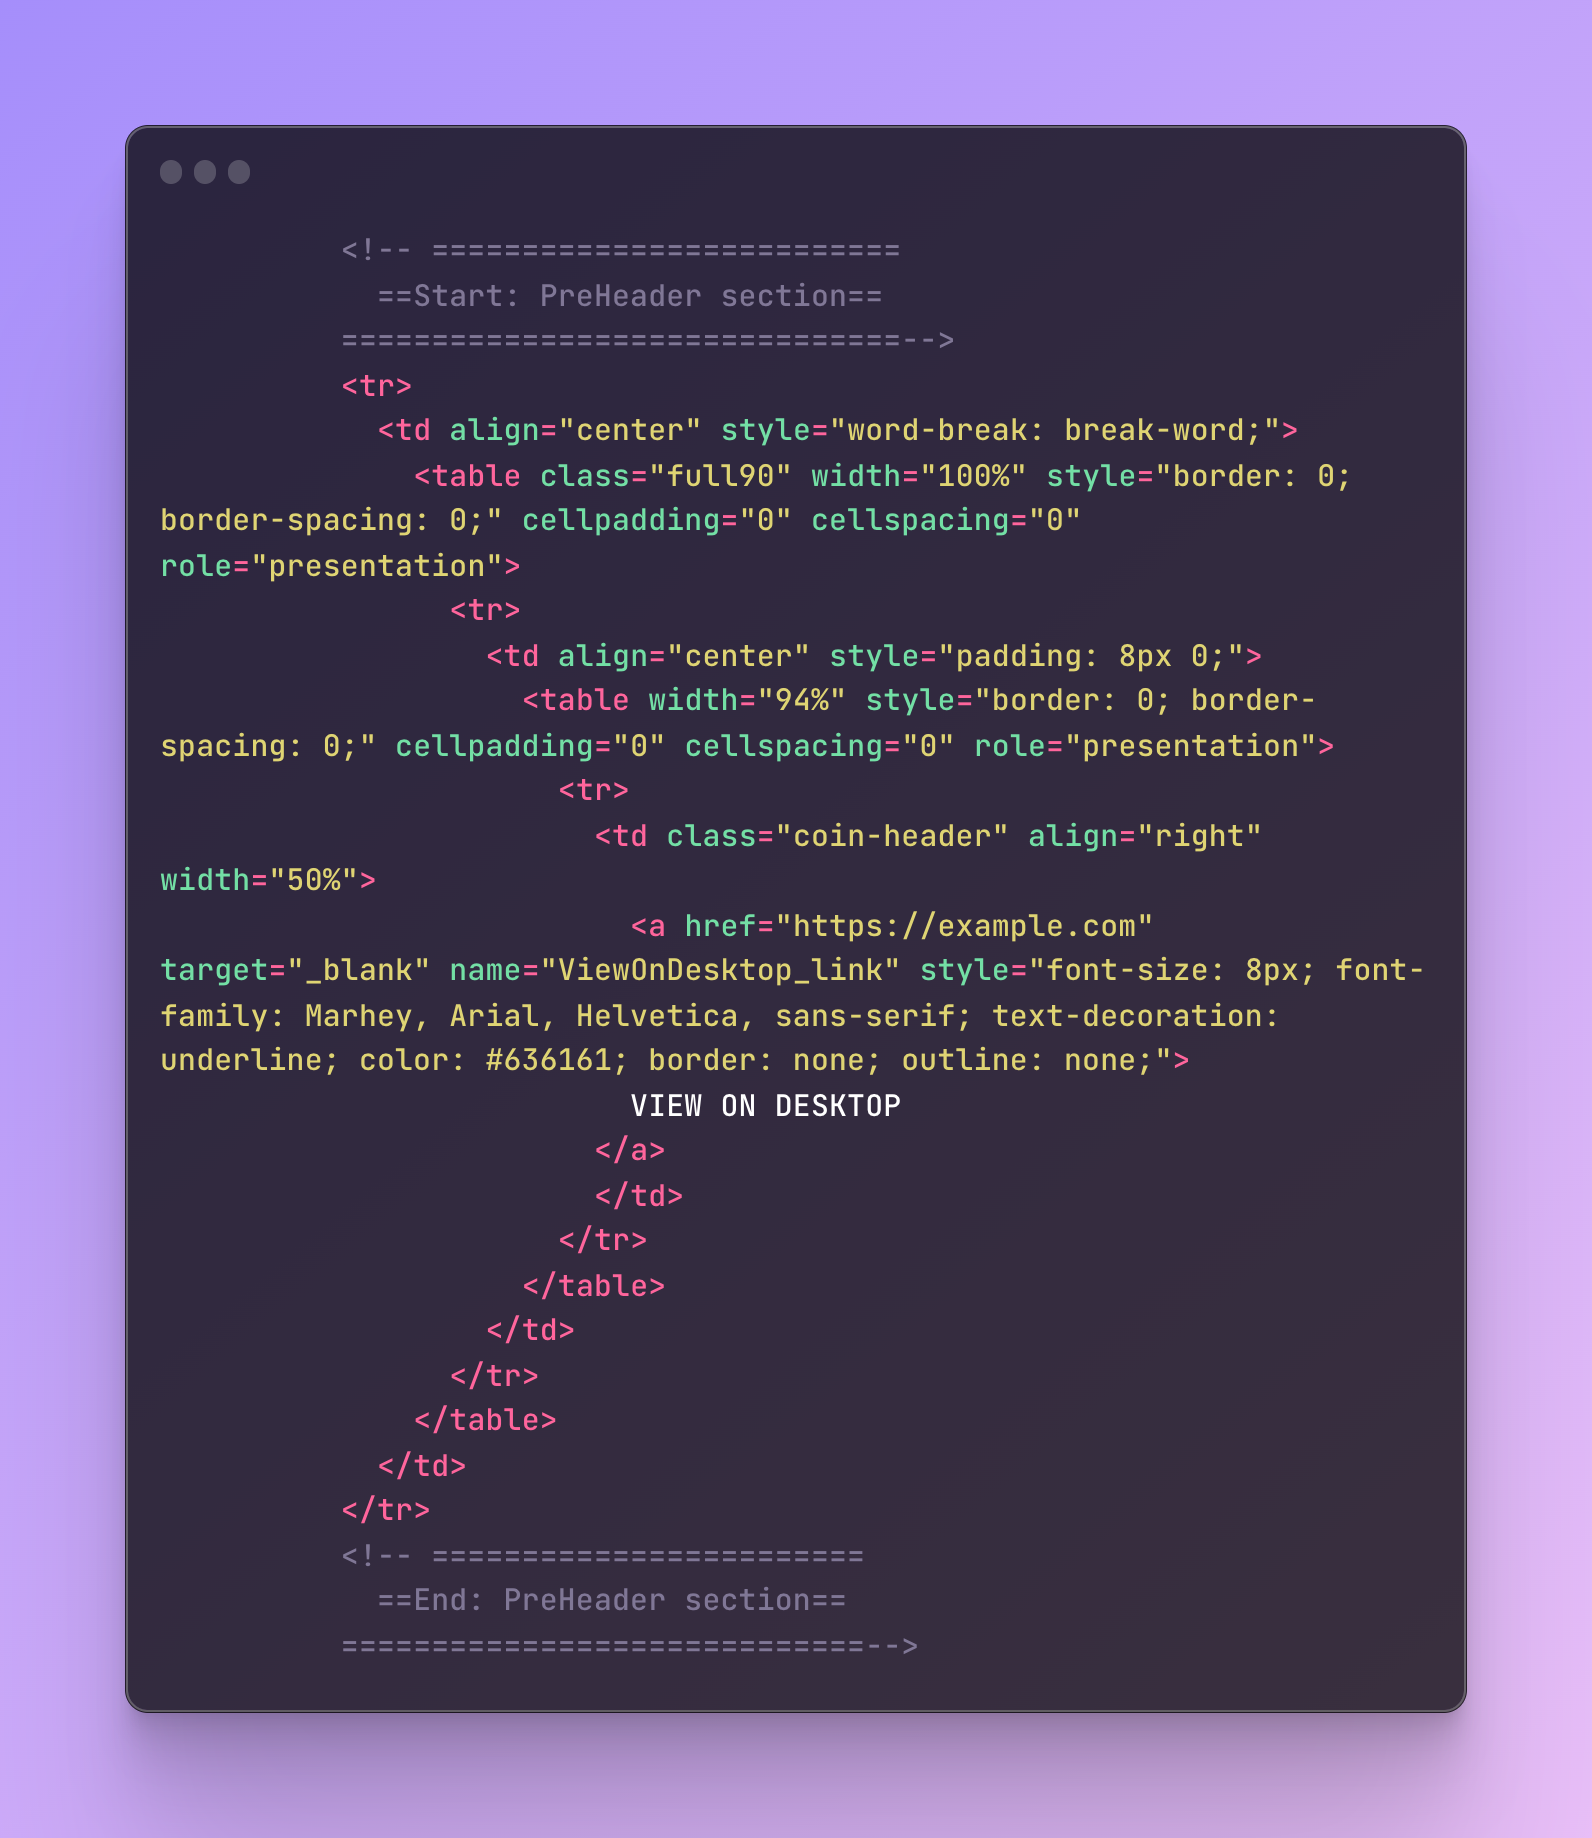 <!-- ==========================
==Start: PreHeader section==
===============================-->
<tr>
<td align="center" style="word-break: break-word;">
<table class="full90" width="100%" style="border: 0;
border-spacing: 0;" cellpadding="0" cellspacing="0"
role="presentation">
<tr>
<td align="center" style="padding: 8px 0;">
<table width="94%" style="border: 0; border-
spacing: 0;" cellpadding="0" cellspacing="0" role="presentation">
<tr>
<td class="coin-header" align="right"
width="50%">
<a href="https://example.com"
target="_blank" name="ViewOnDesktop_link" style="font-size: 8px; font-
family: Marhey, Arial, Helvetica, sans-serif; text-decoration:
underline; color: #636161; border: none; outline: none;">
VIEW ON DESKTOP
</a>
</td>
</tr>
</table>
</td>
</tr>
</table>
</td>
</tr>
<!-- ========================
==End: PreHeader section==
=============================-->